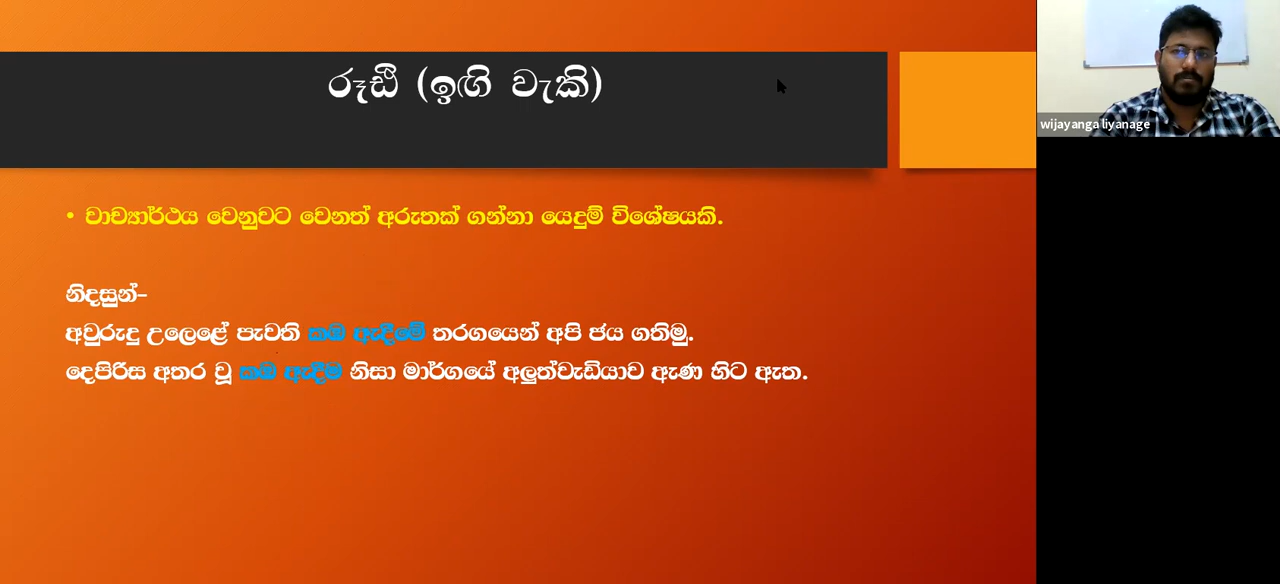 රූඪි (ඉඟි වැකි)
wijayanga liyanage
• වාච්‍යාර්ථය වෙනුවට වෙනත් අරුතක් ගන්නා යෙදුම් විශේෂයකි.
නිදසුන්–
අවුරුදු උලෙළේ පැවති කඹ ඇදීමේ තරගයෙන් අපි ජය ගතිමු.
දෙපිරිස අතර වූ කඹ ඇදීම නිසා මාර්ගයේ අලුත්වැඩියාව ඇණ හිට ඇත.